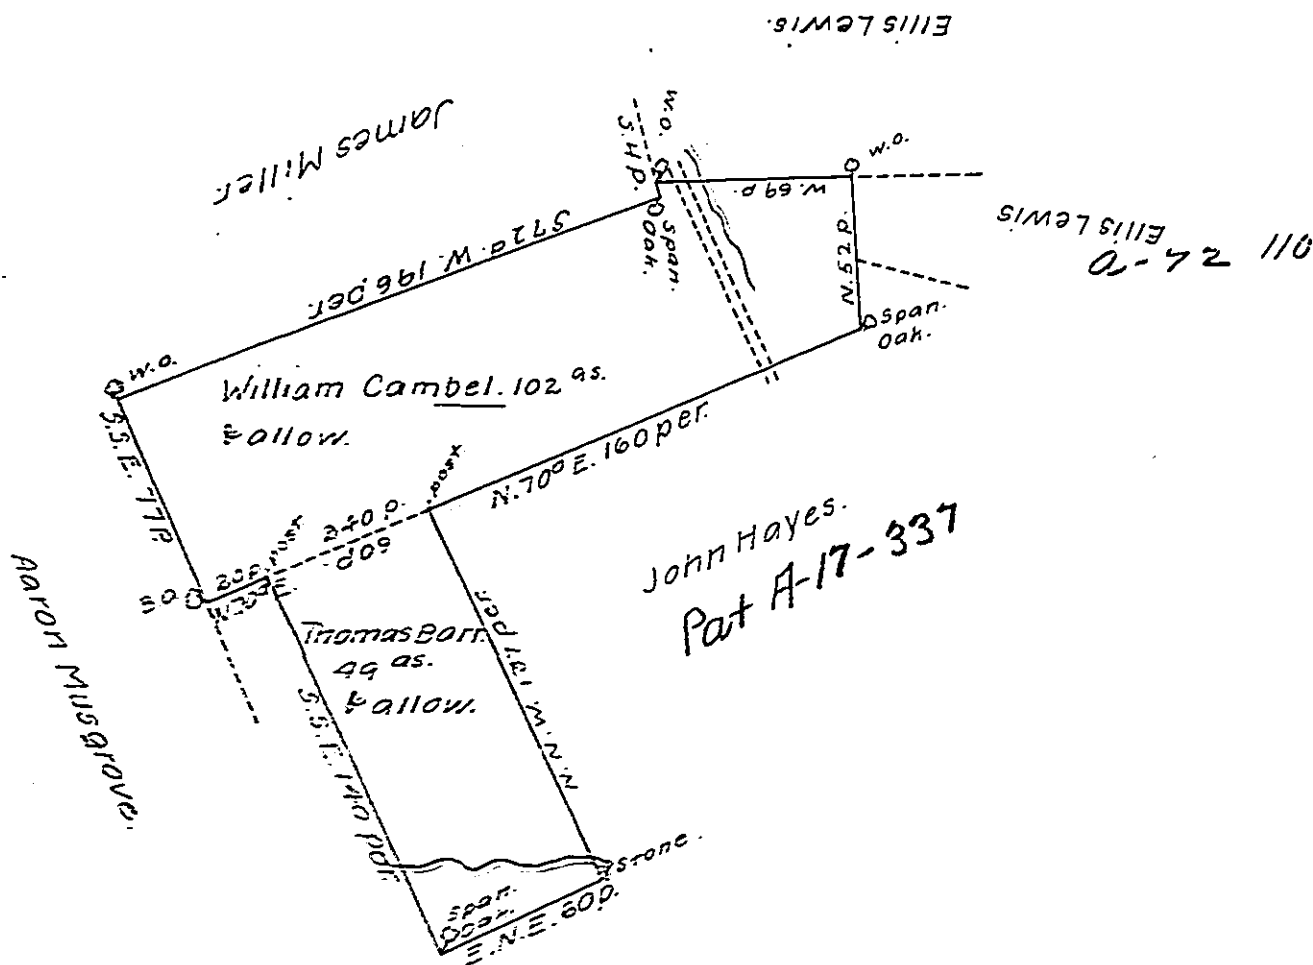 Ellis Lewis.
James Miller.
W.O.
S. 4 P.
W.O.
W. 69 p.
Ellis Lewis
a-72 110
N. 52 p.
Span.
Oak.
Span.
Oak.
S 72° W. 196 per.
W.O.
William Cambel. 102 as.
& allow.
S.S.E. 77 P.
post
N. 70° E. 160 per.
240 p.
60 p.
post
20 p.
John Hayes.
Pat A-17-337
Aaron Musgrove.
Thomas Barr.
49 as.
& allow.
S.S.E. 140 per.
N.N.W. 137 per.
Stone.
Span.
Oak.
E.N.E. 60 p.